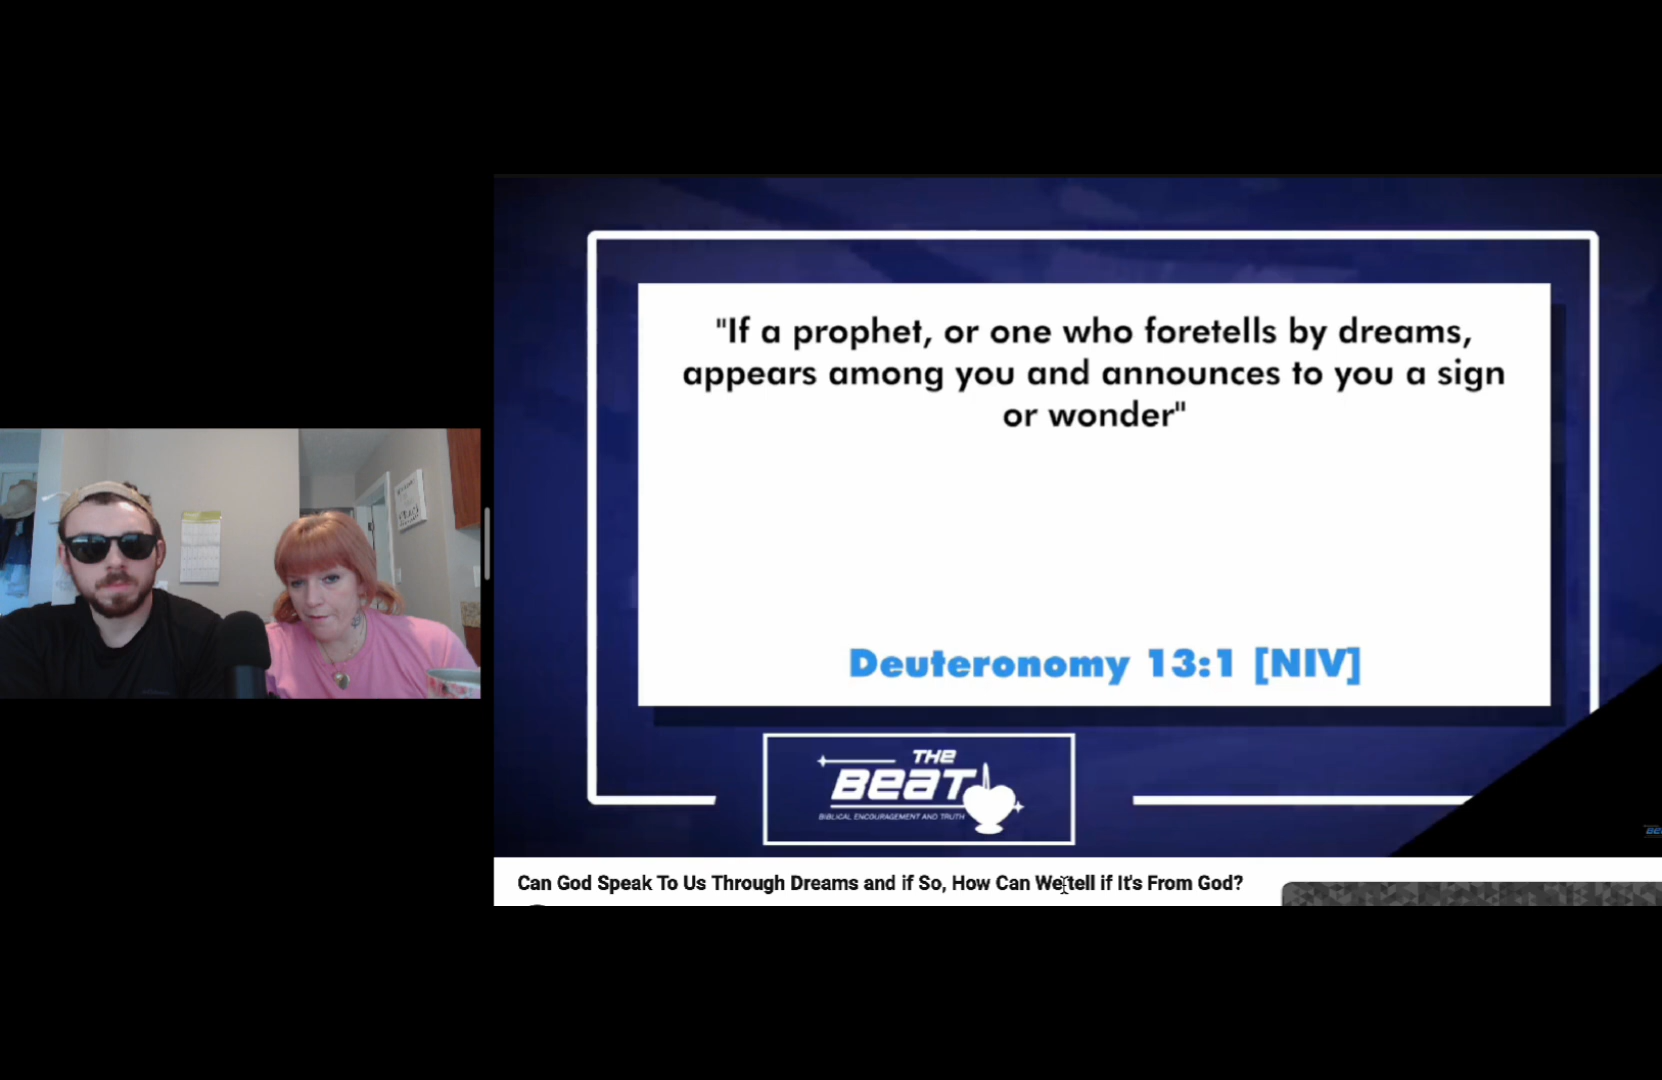 "If a prophet, or one who foretells by dreams,
appears among you and announces to you a sign
or wonder"
Deuteronomy 13:1 [NIV]
THE
BEAT
BIBLICAL ENCOURAGEMENT AND TRUTH
Can God Speak To Us Through Dreams and if So, How Can We tell if It's From God?